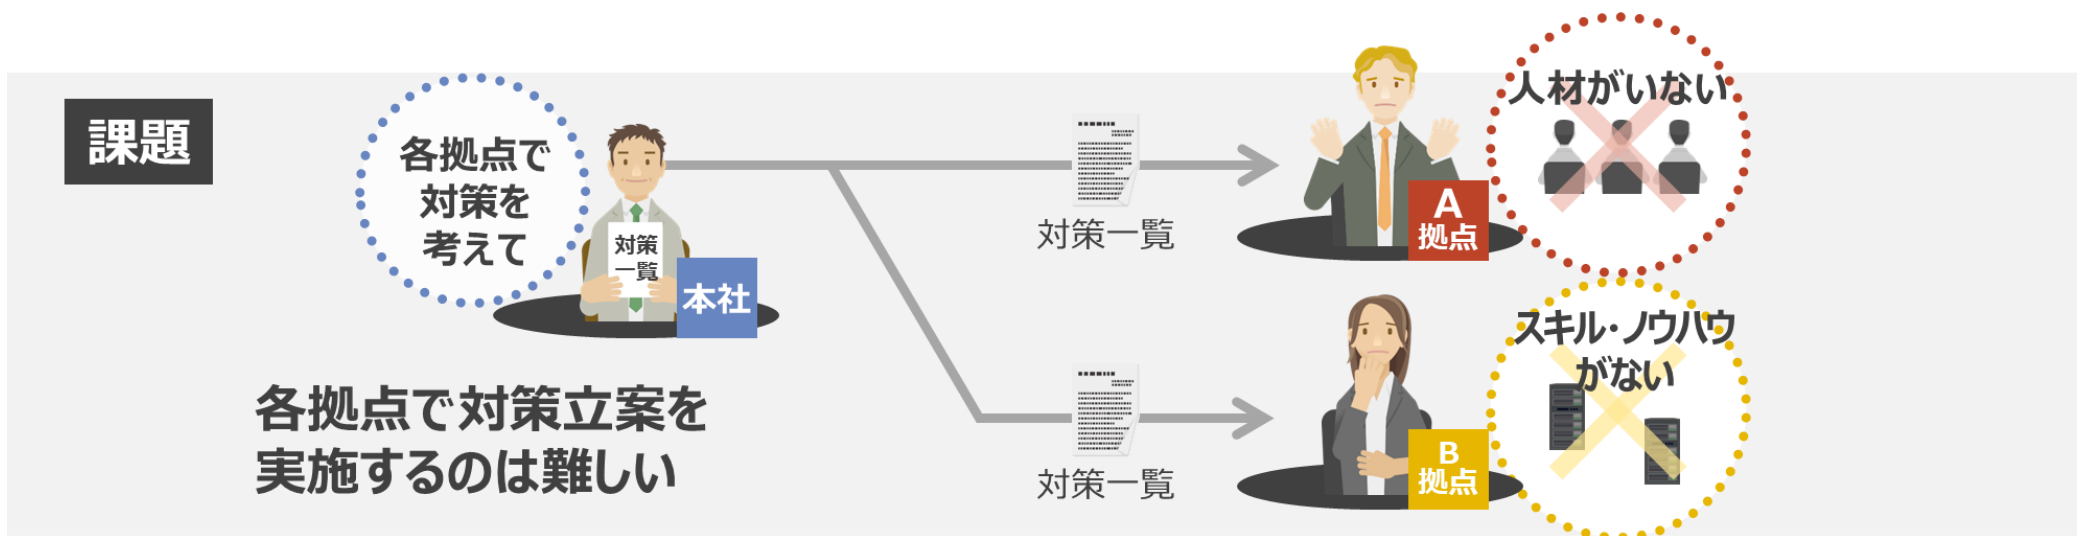 課題
各拠点で
対策を
考えて
対策
一覧
本社
各拠点で対策立案を
実施するのは難しい
対策一覧
A
拠点
人材がいない
対策一覧
B
拠点
スキル・ノウハウ
がない